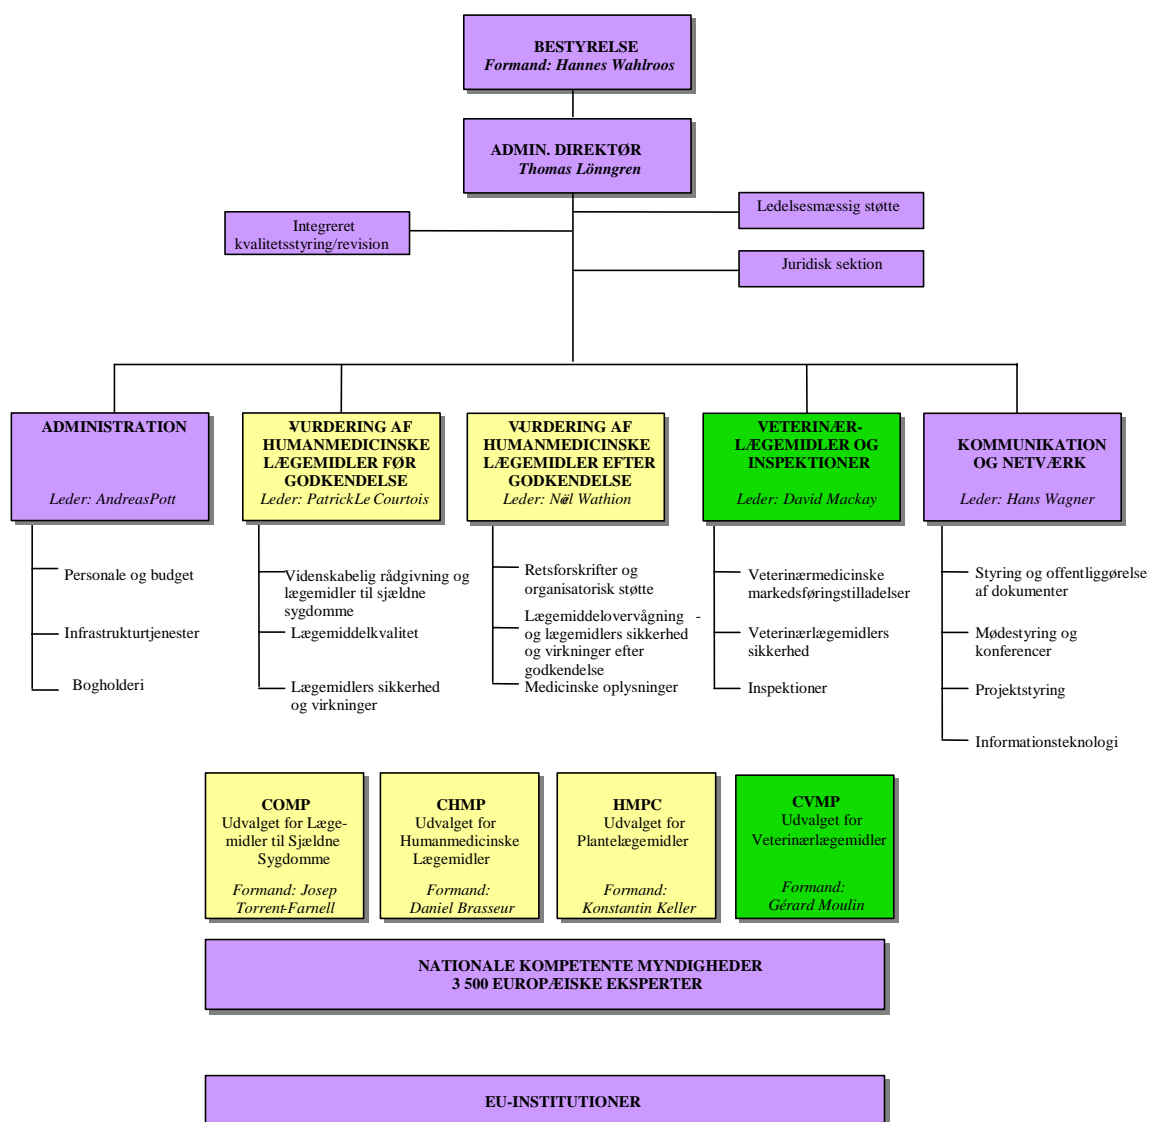 BESTYRELSE
Formand: Hannes Wahlroos
ADMIN. DIREKTØR
Thomas Lönngren
Ledelsesmæssig støtte
Integreret
kvalitetsstyring/revision
Juridisk sektion
ADMINISTRATION
Leder: AndreasPott
VURDERING AF
HUMANMEDICINSKE
LÆGEMIDLER FØR
GODKENDELSE
Leder: PatrickLe Courtois
VURDERING AF
HUMANMEDICINSKE
LÆGEMIDLER EFTER
GODKENDELSE
Leder: Noël Wathion
VETERINÆR-
LÆGEMIDLER OG
INSPEKTIONER
Leder: David Mackay
KOMMUNIKATION
OG NETVÆRK
Leder: Hans Wagner
Personale og budget
Infrastrukturtjenester
Bogholderi
Videnskabelig rådgivning og
lægemidler til sjældne
sygdomme
Lægemiddelkvalitet
Lægemidlers sikkerhed
og virkninger
Retsforskrifter og
organisatorisk støtte
Lægemiddelovervågning -
og lægemidlers sikkerhed
og virkninger efter
godkendelse
Medicinske oplysninger
Veterinærmedicinske
markedsføringstilladelser
Veterinærlægemidlers
sikkerhed
Inspektioner
Styring og offentliggørelse
af dokumenter
Mødestyring og
konferencer
Projektstyring
Informationsteknologi
COMP
Udvalget for Læge-
midler til Sjældne
Sygdomme
Formand: Josep
Torrent-Farnell
CHMP
Udvalget for
Humanmedicinske
Lægemidler
Formand:
Daniel Brasseur
HMPC
Udvalget for
Plantelægemidler
Formand:
Konstantin Keller
CVMP
Udvalget for
Veterinærlægemidler
Formand:
Gérard Moulin
NATIONALE KOMPETENTE MYNDIGHEDER
3 500 EUROPÆISKE EKSPERTER
EU-INSTITUTIONER